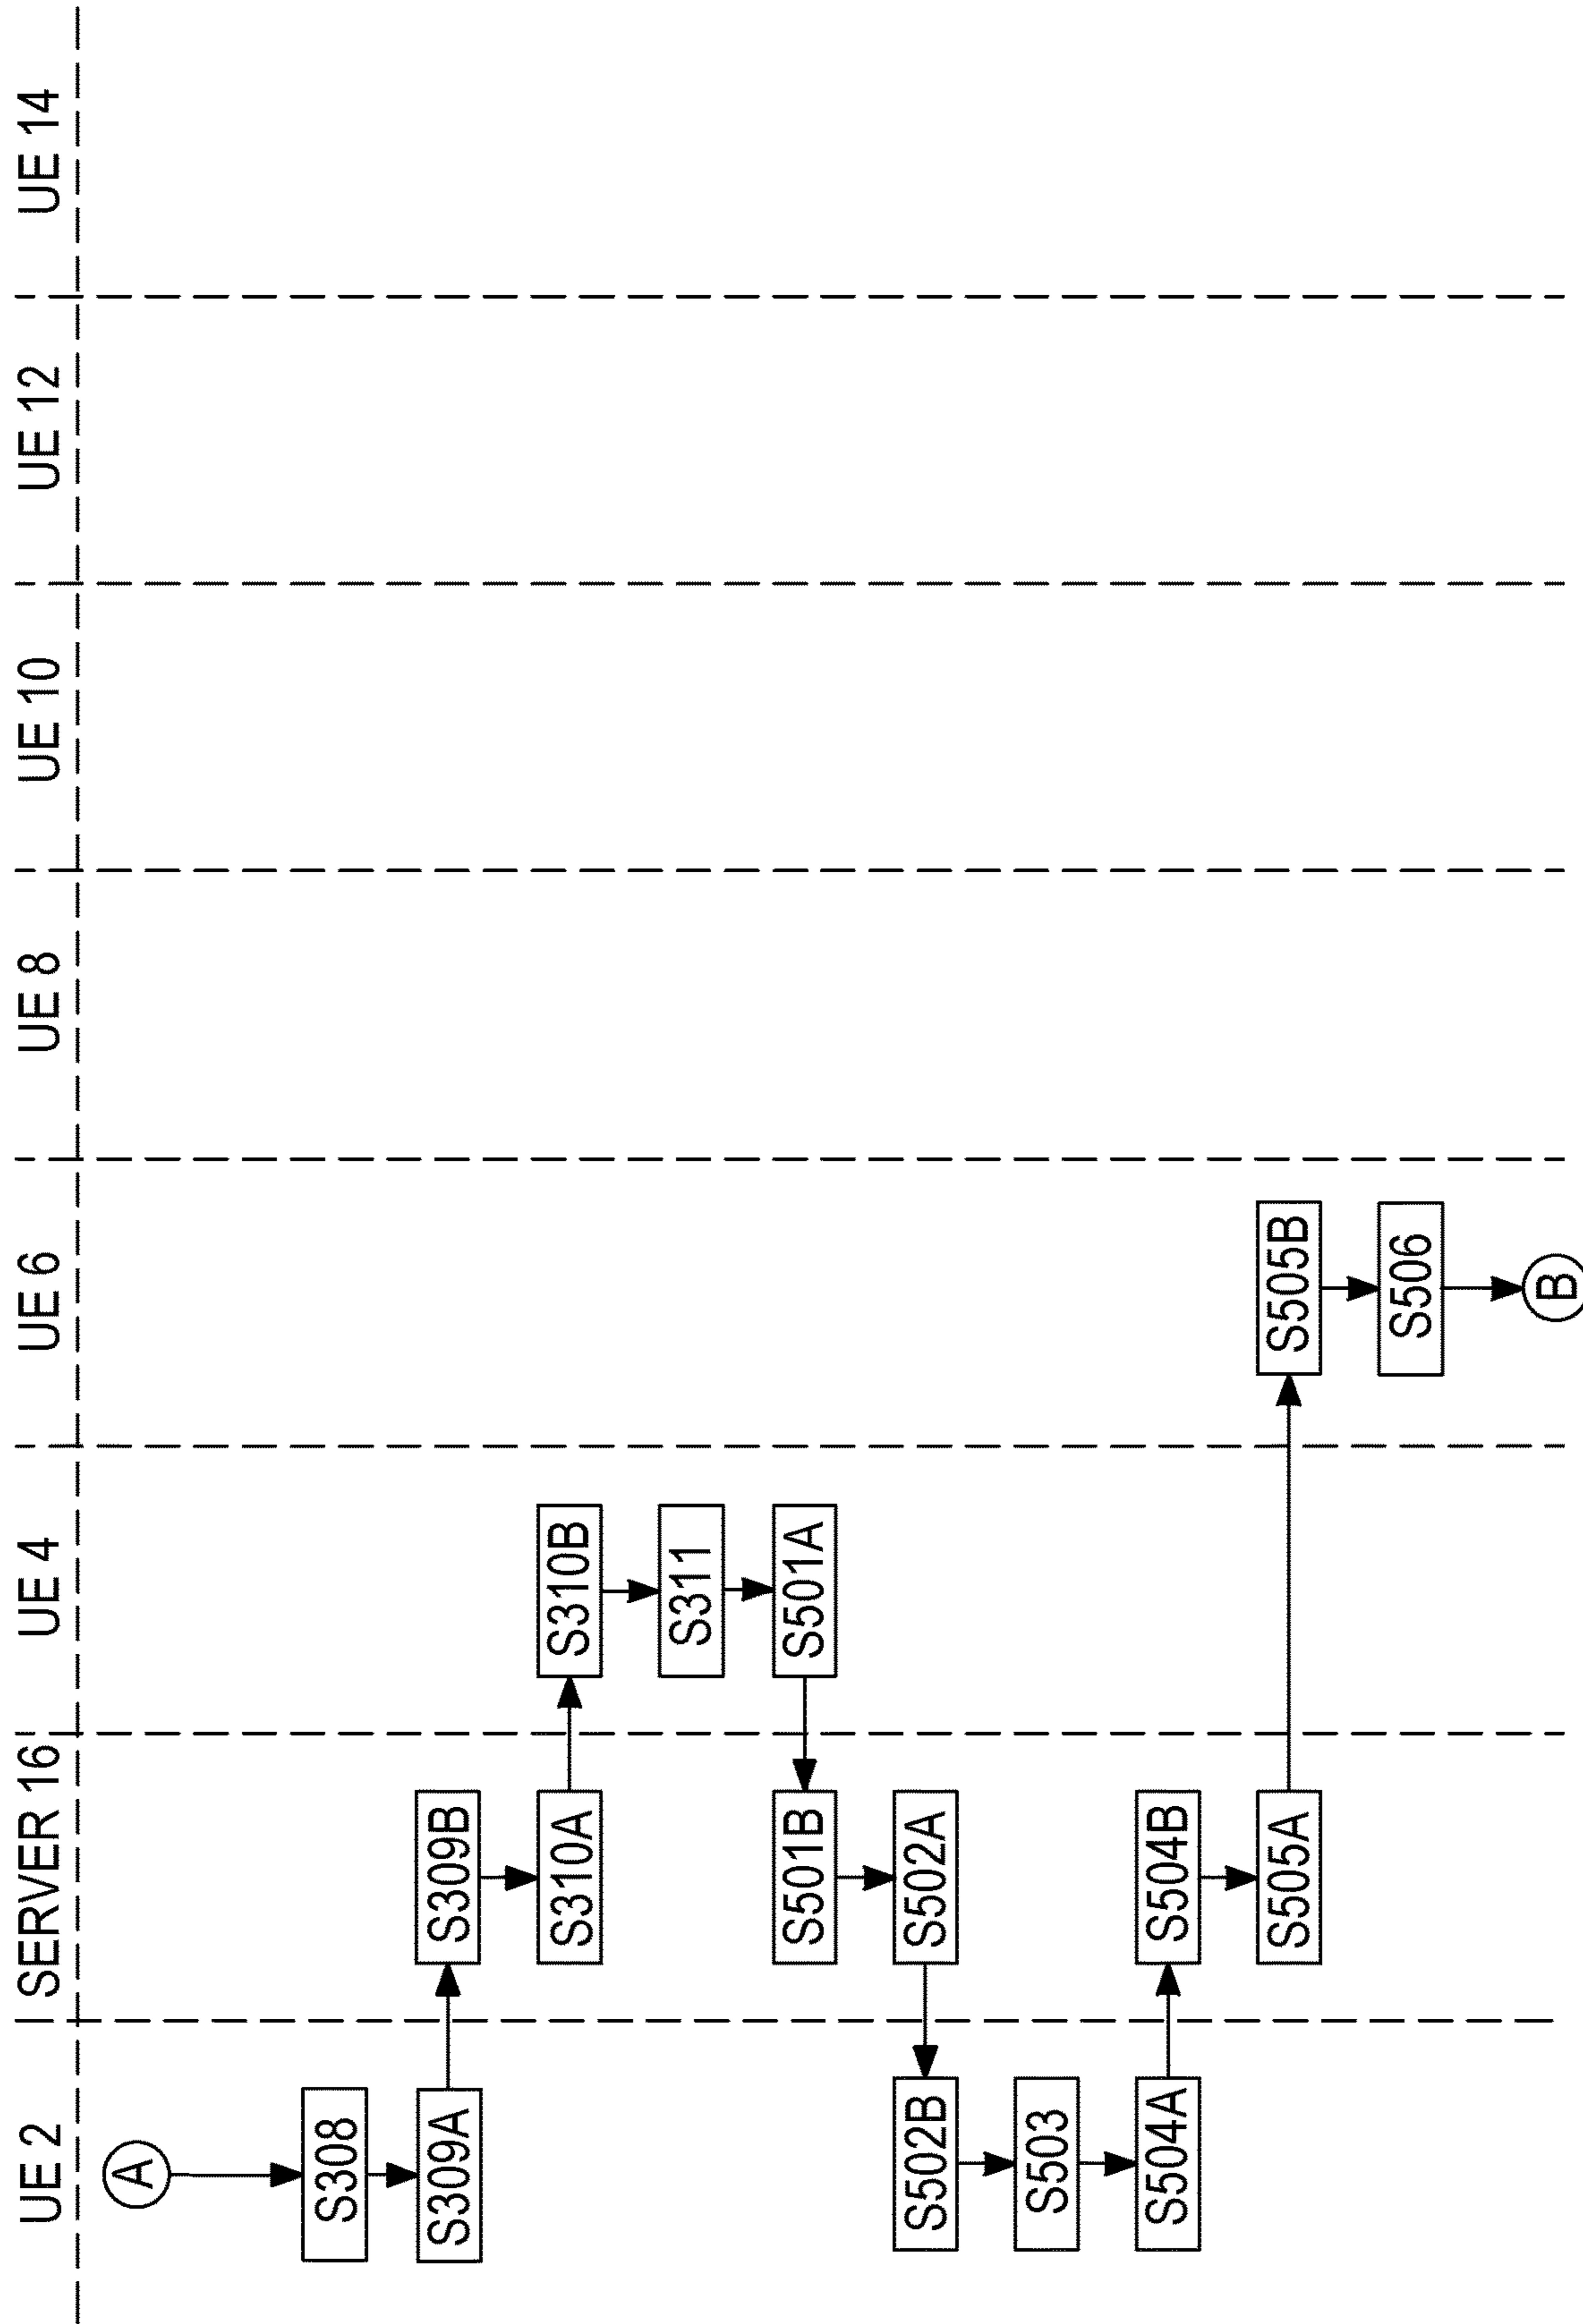 UE 2
SERVER 16
UE 4
UE 6
UE 8
UE 10
UE 12
UE 14
A
S308
S309A
S309B
S310A
S310B
S311
S501A
S501B
S502A
S502B
S503
S504A
S504B
S505A
S505B
S506
B